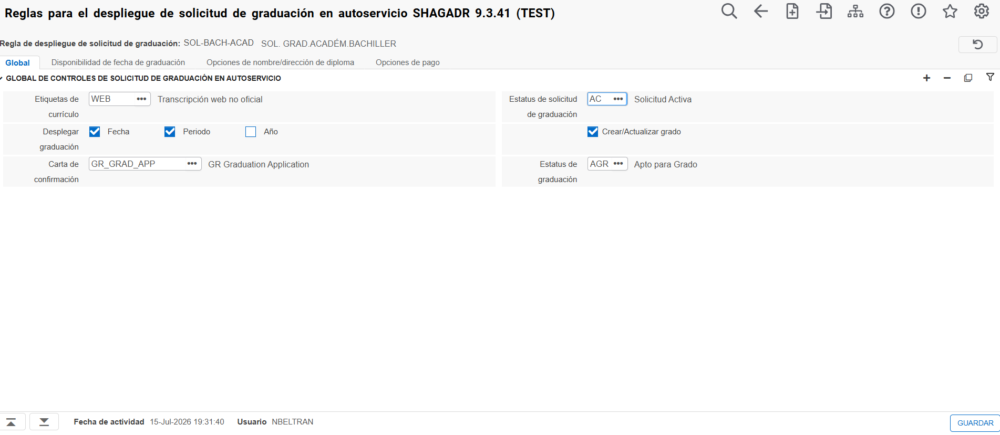 Reglas para el despliegue de solicitud de graduación en autoservicio SHAGADR 9.3.41 (TEST)
Regla de despliegue de solicitud de graduación: SOL-BACH-ACAD SOL. GRAD.ACADÉM.BACHILLER
Global Disponibilidad de fecha de graduación Opciones de nombre/dirección de diploma Opciones de pago
GLOBAL DE CONTROLES DE SOLICITUD DE GRADUACIÓN EN AUTOSERVICIO
Etiquetas de currículo WEB ••• Transcripción web no oficial
Estatus de solicitud de graduación AC ••• Solicitud Activa
Desplegar graduación Fecha Periodo Año
Crear/Actualizar grado
Carta de confirmación GR_GRAD_APP ••• GR Graduation Application
Estatus de graduación AGR ••• Apto para Grado
Fecha de actividad 15-Jul-2026 19:31:40 Usuario NBELTRAN
GUARDAR